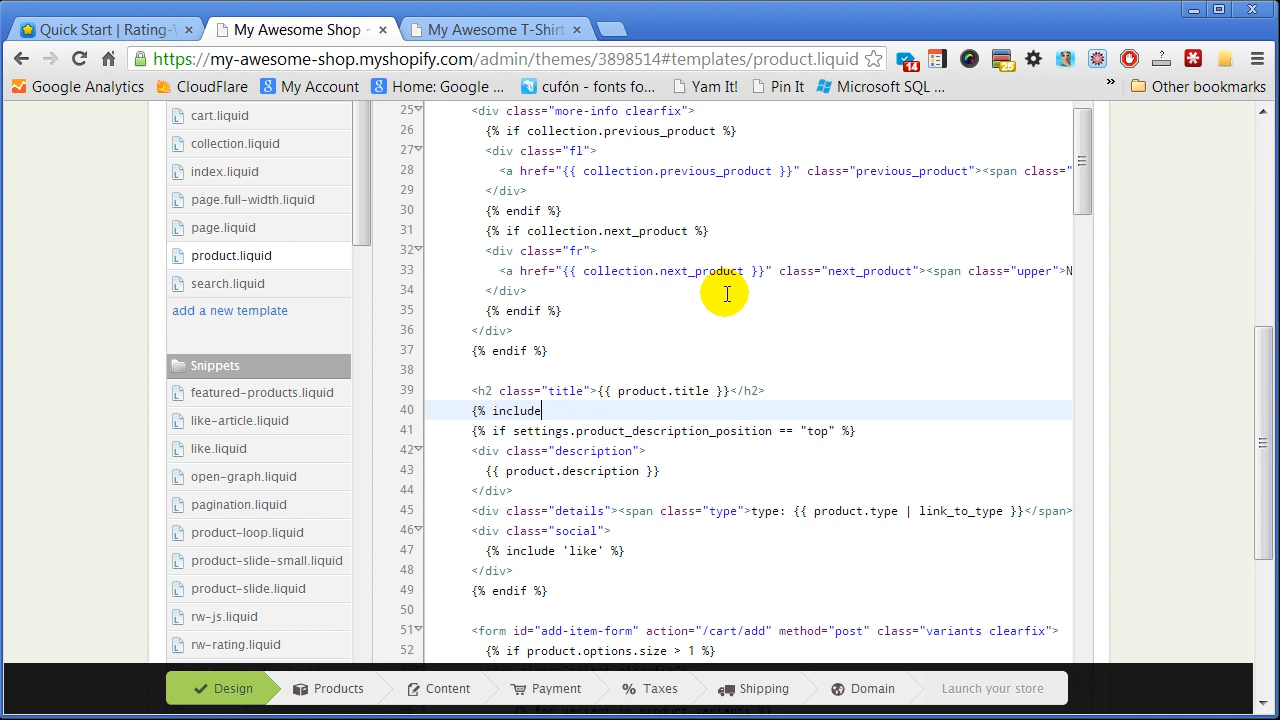 Quick Start | Rating-
My Awesome Shop -
My Awesome T-Shirt
https://my-awesome-shop.myshopify.com/admin/themes/3898514#templates/product.liquid
14
25
Google Analytics
CloudFlare
My Account
Home: Google ...
cufón - fonts fo...
Yam It!
Pin It
Microsoft SQL ...
»
Other bookmarks
cart.liquid
collection.liquid
index.liquid
page.full-width.liquid
page.liquid
product.liquid
search.liquid
add a new template
Snippets
featured-products.liquid
like-article.liquid
like.liquid
open-graph.liquid
pagination.liquid
product-loop.liquid
product-slide-small.liquid
product-slide.liquid
rw-js.liquid
rw-rating.liquid
25 <div class="more-info clearfix">
26 {% if collection.previous_product %}
27 <div class="fl">
28 <a href="{{ collection.previous_product }}" class="previous_product"><span class="
29 </div>
30 {% endif %}
31 {% if collection.next_product %}
32 <div class="fr">
33 <a href="{{ collection.next_product }}" class="next_product"><span class="upper">N
34 </div>
35 {% endif %}
36 </div>
37 {% endif %}
38
39 <h2 class="title">{{ product.title }}</h2>
40 {% include
41 {% if settings.product_description_position == "top" %}
42 <div class="description">
43 {{ product.description }}
44 </div>
45 <div class="details"><span class="type">type: {{ product.type | link_to_type }}</span>
46 <div class="social">
47 {% include 'like' %}
48 </div>
49 {% endif %}
50
51 <form id="add-item-form" action="/cart/add" method="post" class="variants clearfix">
52 {% if product.options.size > 1 %}
Design
Products
Content
Payment
% Taxes
Shipping
Domain
Launch your store